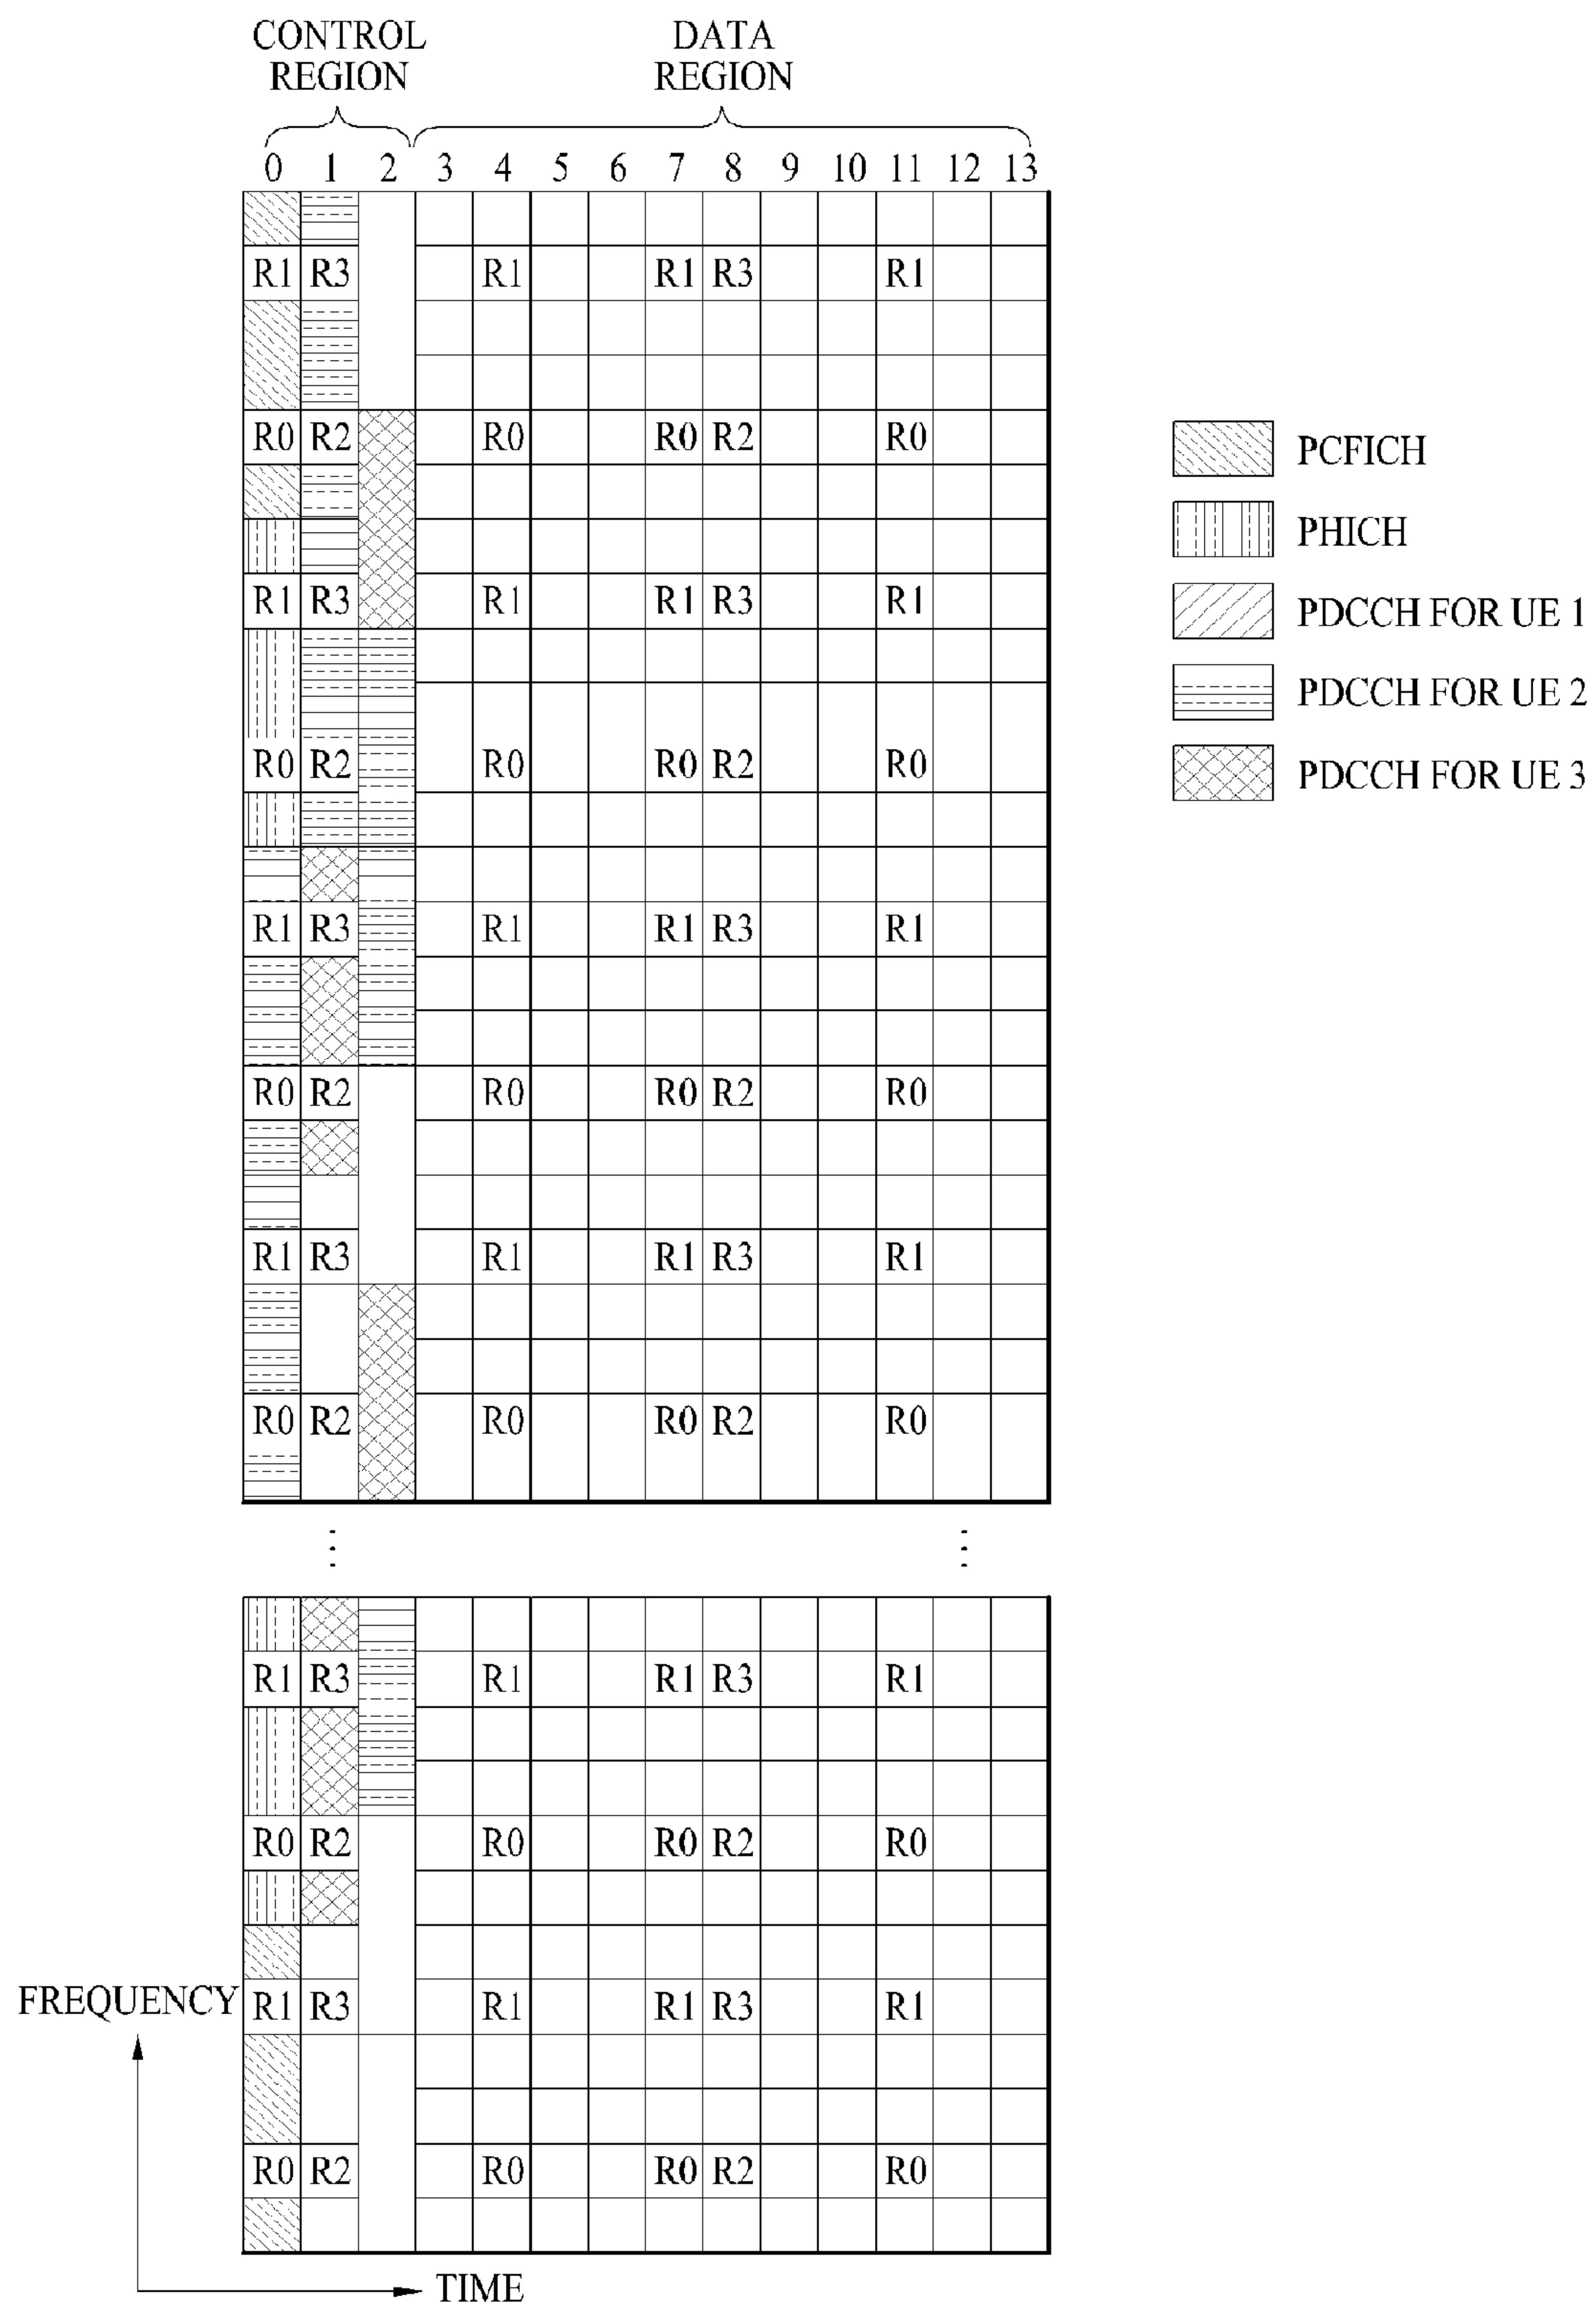 CONTROL REGION
DATA REGION
0 1 2 3 4 5 6 7 8 9 10 11 12 13
R1 R3 R1 R1 R3 R1
R0 R2 R0 R0 R2 R0
PCFICH
PHICH
R1 R3 R1 R1 R3 R1
PDCCH FOR UE 1
PDCCH FOR UE 2
R0 R2 R0 R0 R2 R0
PDCCH FOR UE 3
R1 R3 R1 R1 R3 R1
R0 R2 R0 R0 R2 R0
R1 R3 R1 R1 R3 R1
R0 R2 R0 R0 R2 R0
R1 R3 R1 R1 R3 R1
R0 R2 R0 R0 R2 R0
FREQUENCY R1 R3 R1 R1 R3 R1
R0 R2 R0 R0 R2 R0
TIME